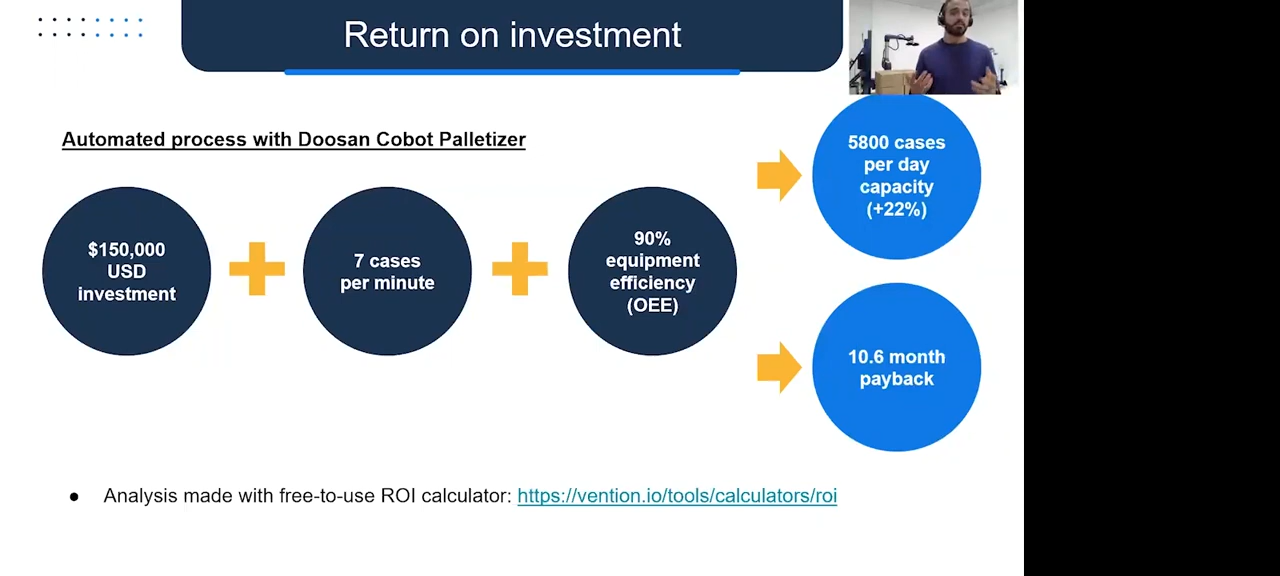 Return on investment
Automated process with Doosan Cobot Palletizer
$150,000
USD
investment
7 cases
per minute
90%
equipment
efficiency
(OEE)
5800 cases
per day
capacity
(+22%)
10.6 month
payback
● Analysis made with free-to-use ROI calculator: https://vention.io/tools/calculators/roi